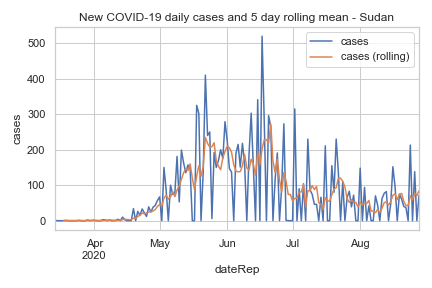 New COVID-19 daily cases and 5 day rolling mean - Sudan
cases
cases (rolling)
500
400
300
200
100
0
cases
Apr
2020
May
Jun
Jul
Aug
dateRep